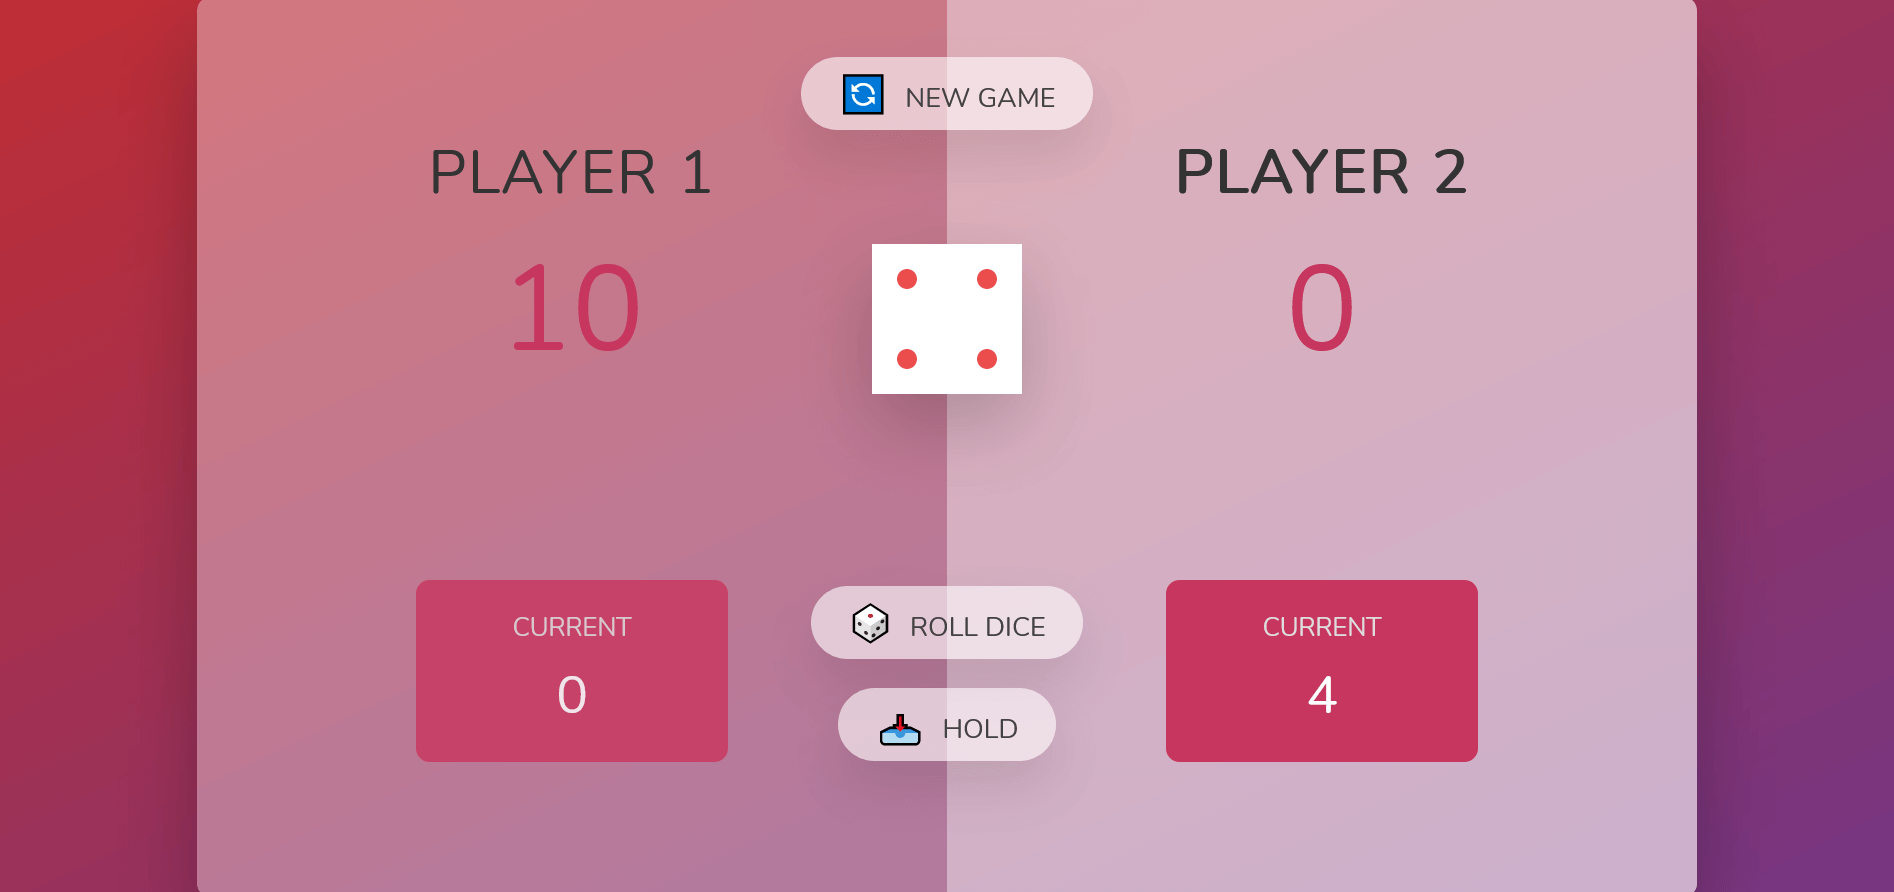 NEW GAME
PLAYER 1
10
PLAYER 2
0
CURRENT
0
ROLL DICE
HOLD
CURRENT
4